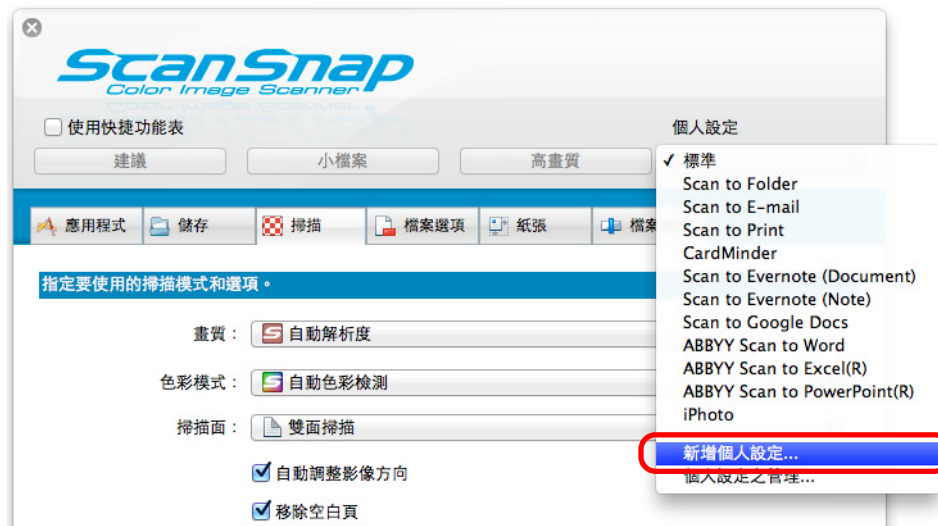 ScanSnap
Color Image Scanner
使用快捷功能表
個人設定
建議
小檔案
高畫質
✓ 標準
Scan to Folder
Scan to E-mail
Scan to Print
CardMinder
Scan to Evernote (Document)
Scan to Evernote (Note)
Scan to Google Docs
ABBYY Scan to Word
ABBYY Scan to Excel(R)
ABBYY Scan to PowerPoint(R)
iPhoto
新增個人設定...
個人設定之管理...
應用程式
儲存
掃描
檔案選項
紙張
檔案
指定要使用的掃描模式和選項。
畫質：
自動解析度
色彩模式：
自動色彩檢測
掃描面：
雙面掃描
自動調整影像方向
移除空白頁